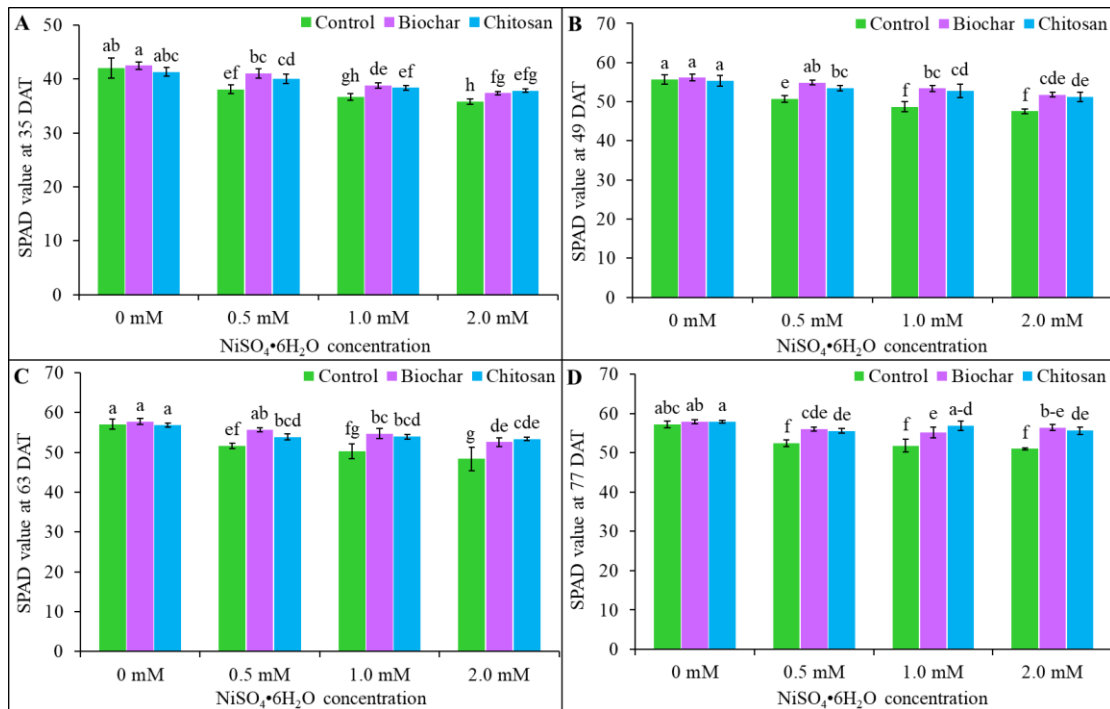 A
Control Biochar Chitosan
SPAD value at 35 DAT
50
40
30
20
10
0
ab a abc
ef bc cd
gh de ef
h fg efg
0 mM 0.5 mM 1.0 mM 2.0 mM
NiSO₄•6H₂O concentration
B
Control Biochar Chitosan
SPAD value at 49 DAT
70
60
50
40
30
20
10
0
a a a
e ab bc
f bc cd
f cde de
0 mM 0.5 mM 1.0 mM 2.0 mM
NiSO₄•6H₂O concentration
C
Control Biochar Chitosan
SPAD value at 63 DAT
70
60
50
40
30
20
10
0
a a a
ef ab bcd
fg bc bcd
g de cde
0 mM 0.5 mM 1.0 mM 2.0 mM
NiSO₄•6H₂O concentration
D
Control Biochar Chitosan
SPAD value at 77 DAT
70
60
50
40
30
20
10
0
abc ab a
f cde de
f e a-d
f b-e de
0 mM 0.5 mM 1.0 mM 2.0 mM
NiSO₄•6H₂O concentration